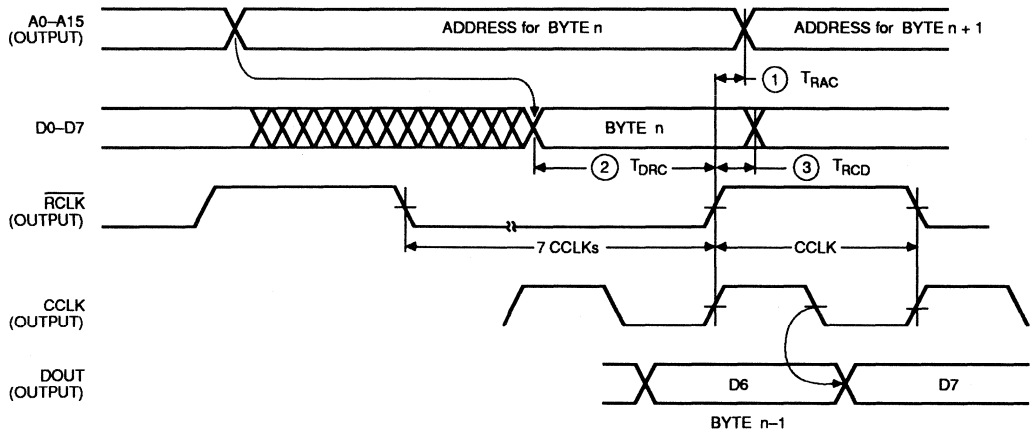 A0–A15
(OUTPUT)
ADDRESS for BYTE n
ADDRESS for BYTE n + 1
1 TRAC
D0–D7
BYTE n
2 TDRC
3 TRCD
RCLK
(OUTPUT)
7 CCLKs
CCLK
CCLK
(OUTPUT)
DOUT
(OUTPUT)
D6
D7
BYTE n–1